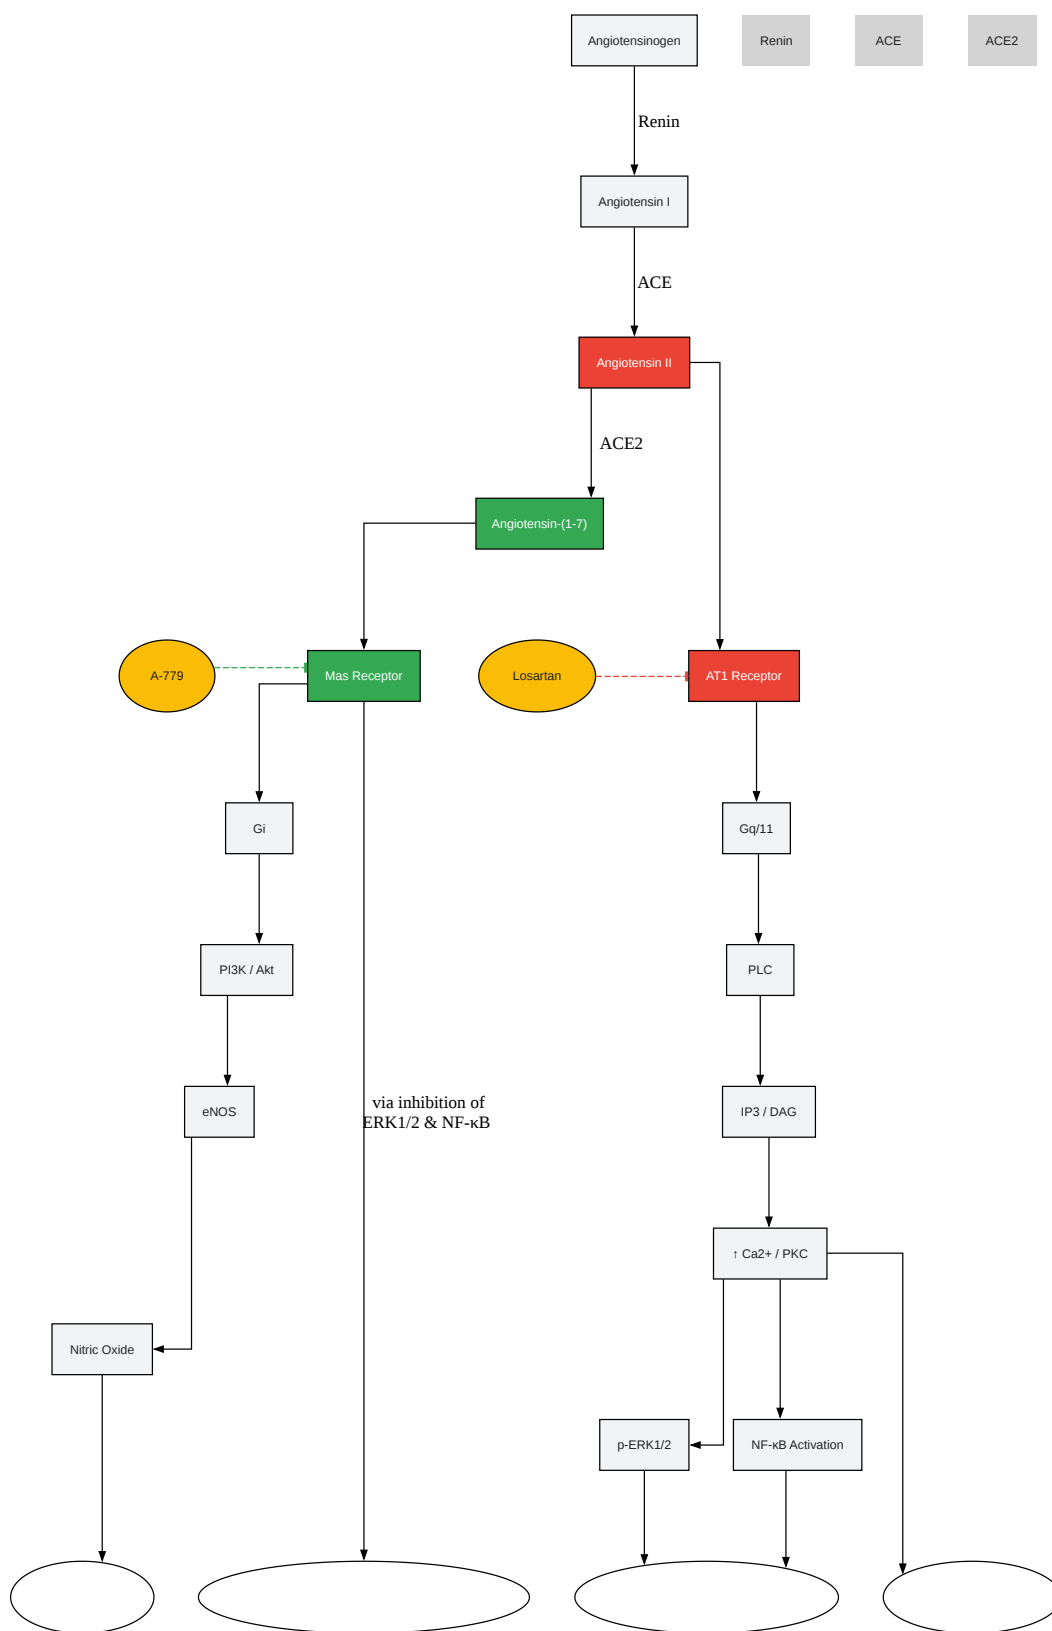 Angiotensinogen
Renin
ACE
ACE2
Renin
Angiotensin I
ACE
Angiotensin II
ACE2
Angiotensin-(1-7)
A-779
Mas Receptor
Losartan
AT1 Receptor
Gi
Gq/11
PI3K / Akt
PLC
eNOS
via inhibition of
ERK1/2 & NF-κB
IP3 / DAG
↑ Ca2+ / PKC
Nitric Oxide
p-ERK1/2
NF-κB Activation